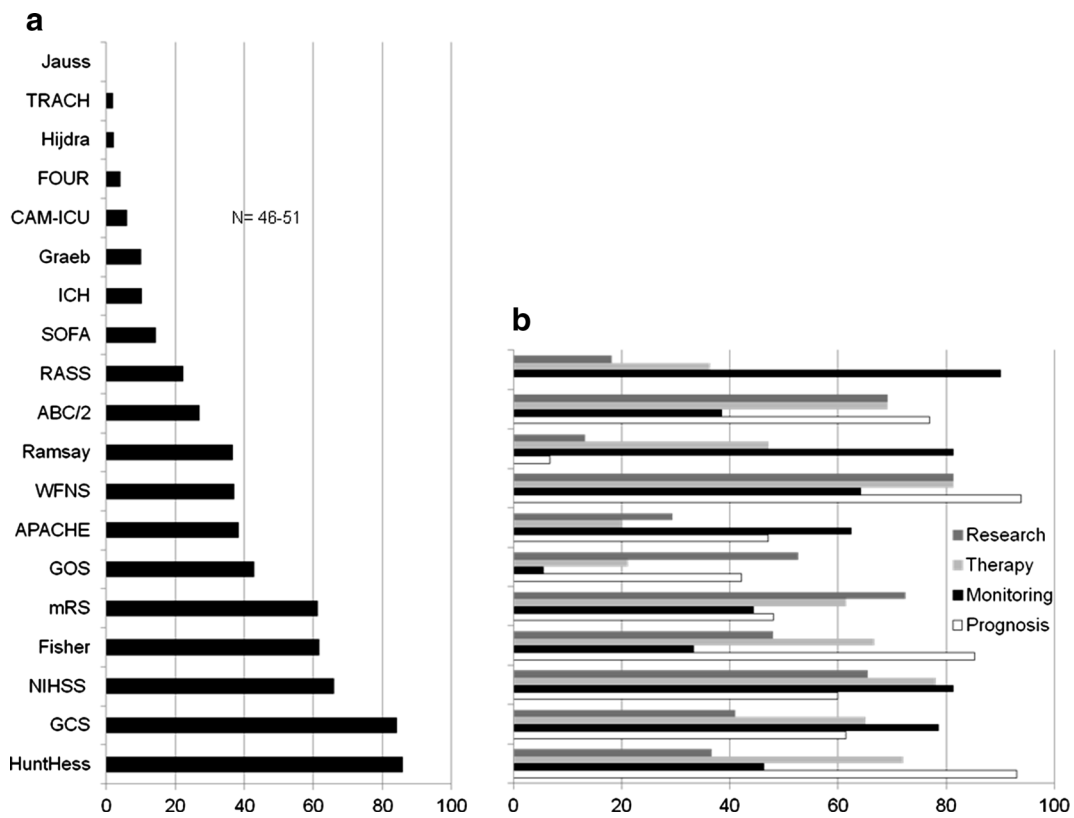 a
Jauss
TRACH
Hijdra
FOUR
CAM-ICU
N= 46-51
Graeb
ICH
SOFA
RASS
ABC/2
Ramsay
WFNS
APACHE
GOS
mRS
Fisher
NIHSS
GCS
HuntHess
0 20 40 60 80 100
b
Research
Therapy
Monitoring
Prognosis
0 20 40 60 80 100